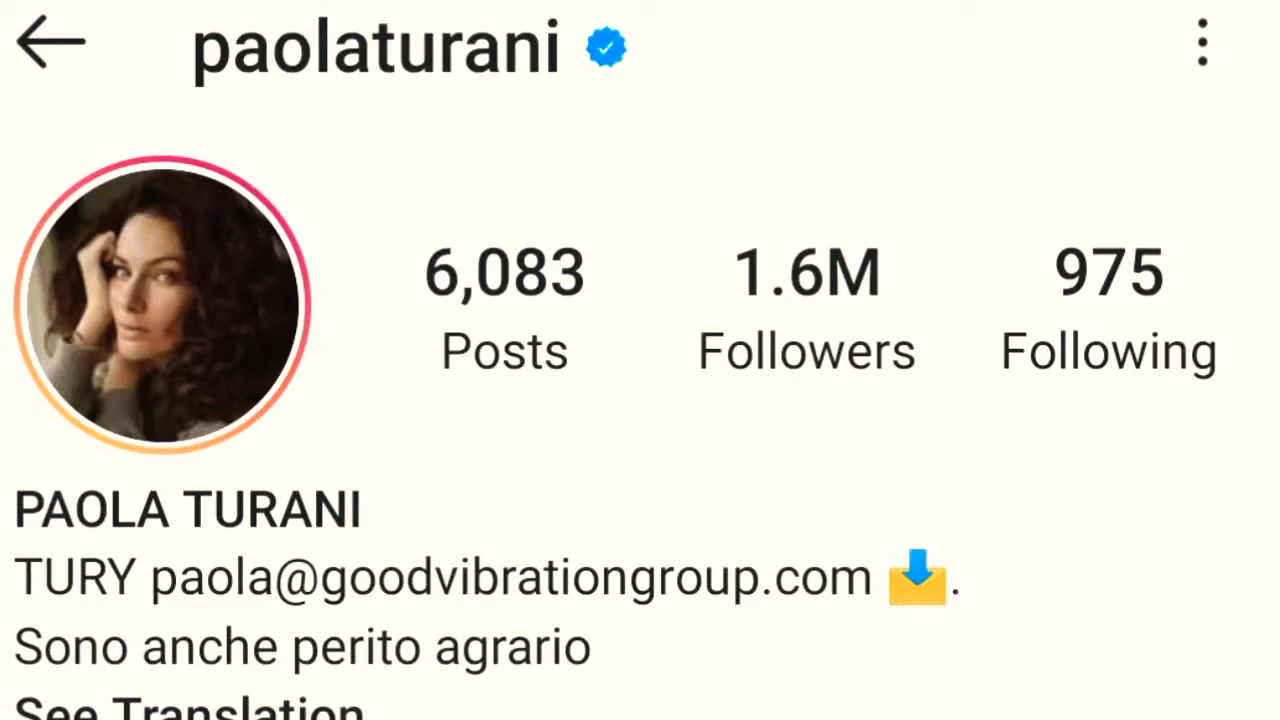 paolaturani
6,083 1.6M 975
Posts Followers Following
PAOLA TURANI
TURY paola@goodvibrationgroup.com 📩.
Sono anche perito agrario
See Translation